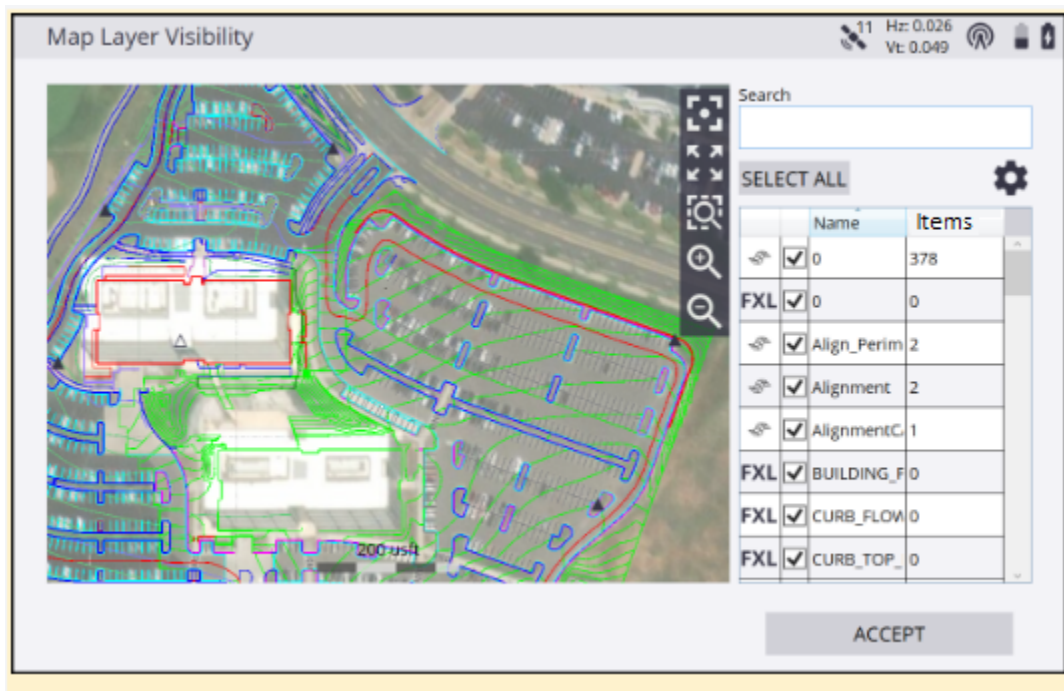 Map Layer Visibility
11
Hz: 0.026
Vt: 0.049
Search
SELECT ALL
Name Items
0 378
FXL 0 0
Align_Perim 2
Alignment 2
AlignmentC 1
FXL BUILDING_F 0
FXL CURB_FLOW 0
FXL CURB_TOP_ 0
200 usft
ACCEPT